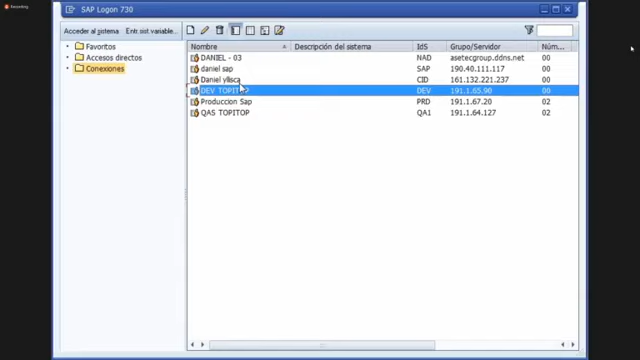 Recording
SAP Logon 730
Acceder al sistema Entr.sist variable...
Favoritos
Accesos directos
Conexiones
Nombre Descripción del sistema IdS Grupo/Servidor Núm...
DANIEL - 03 NAD asetecgroup.ddns.net 00
daniel sap SAP 190.40.111.117 00
Daniel yllsca CID 161.132.221.237 00
DEV TOPITOP DEV 191.1.65.90 00
Produccion Sap PRD 191.1.67.20 02
QAS TOPITOP QA1 191.1.64.127 02